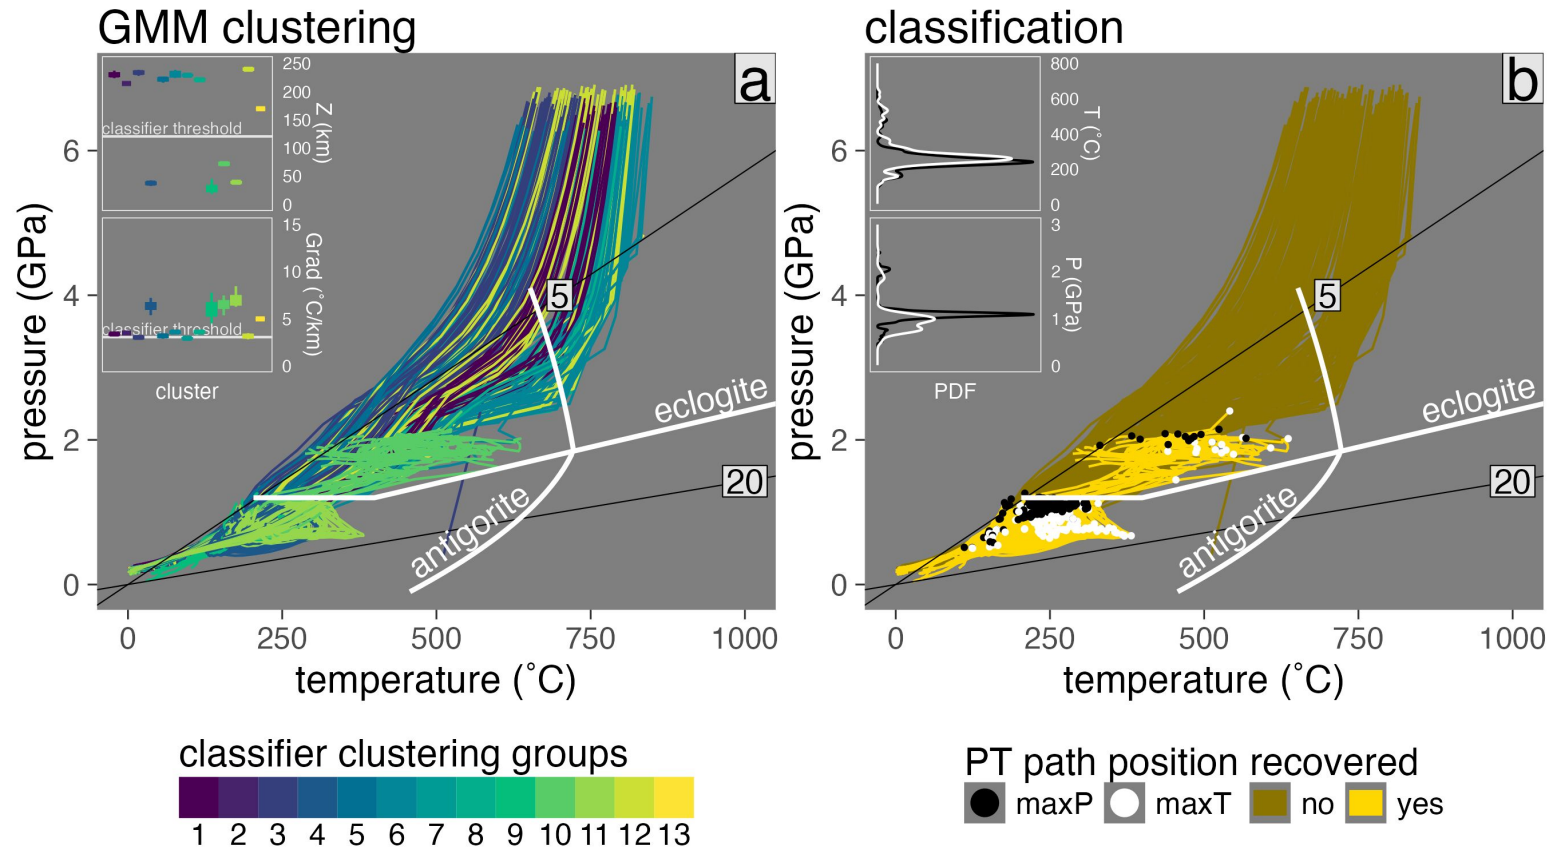 GMM clustering
a
250
200
150
100
50
0
Z (km)
classifier threshold
15
10
5
0
Grad (˚C/km)
classifier threshold
cluster
5
20
eclogite
antigorite
6
4
2
0
pressure (GPa)
0 250 500 750 1000
temperature (˚C)
classifier clustering groups
1 2 3 4 5 6 7 8 9 10 11 12 13
classification
b
800
600
400
200
0
T (˚C)
3
2
1
0
P (GPa)
PDF
5
20
eclogite
antigorite
6
4
2
0
pressure (GPa)
0 250 500 750 1000
temperature (˚C)
PT path position recovered
maxP maxT no yes